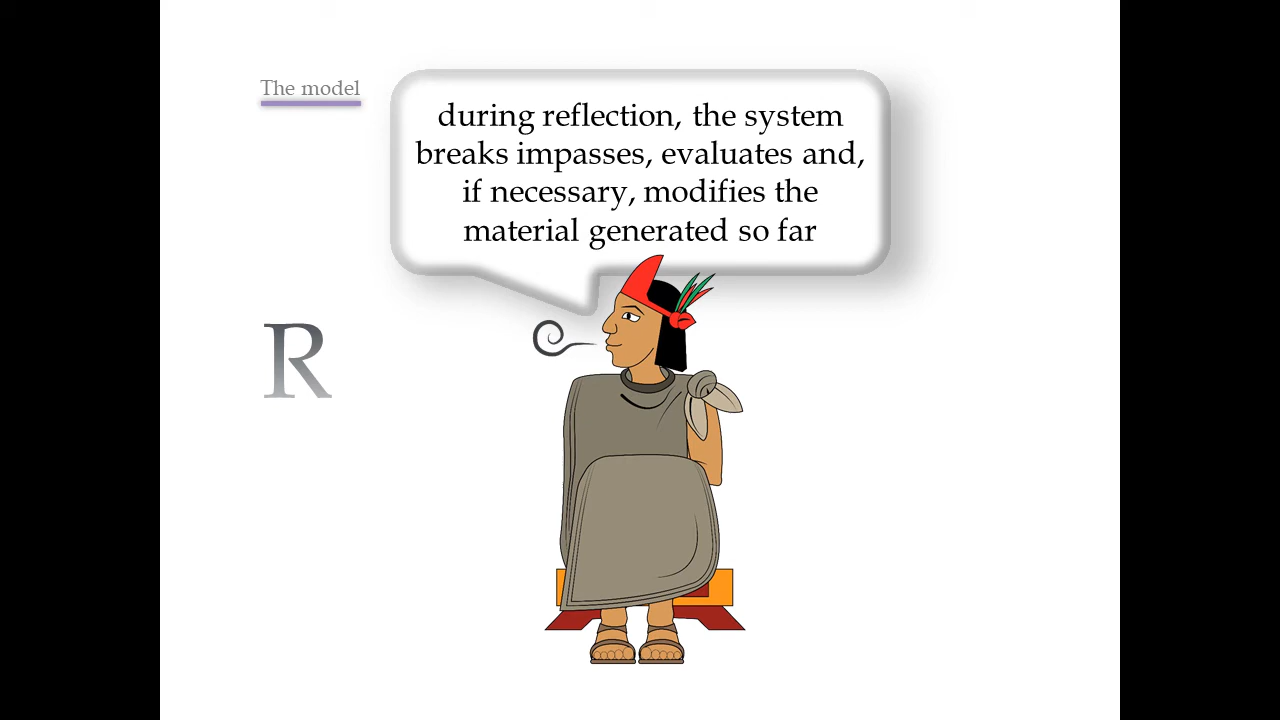 The model
during reflection, the system
breaks impasses, evaluates and,
if necessary, modifies the
material generated so far
R